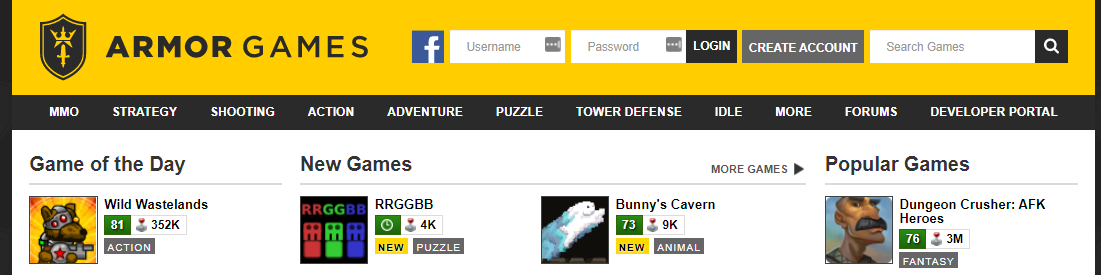 ARMOR GAMES
Username
Password
LOGIN
CREATE ACCOUNT
Search Games
MMO STRATEGY SHOOTING ACTION ADVENTURE PUZZLE TOWER DEFENSE IDLE MORE FORUMS DEVELOPER PORTAL
Game of the Day
Wild Wastelands
81 352K
ACTION
New Games
MORE GAMES
RRGGBB
RRGGBB
4K
NEW PUZZLE
Bunny's Cavern
73 9K
NEW ANIMAL
Popular Games
Dungeon Crusher: AFK
Heroes
76 3M
FANTASY